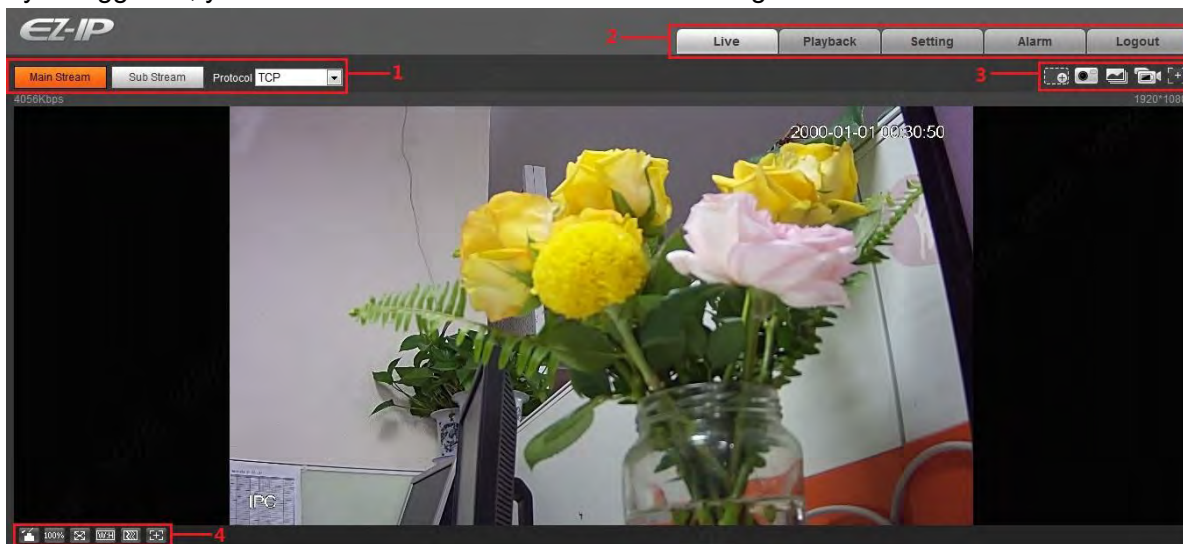 EZ-IP
2
Live Playback Setting Alarm Logout
Main Stream Sub Stream Protocol TCP
1
3
4056Kbps
1920*108
2000-01-01 00:30:50
IPC
100%
W:H
4